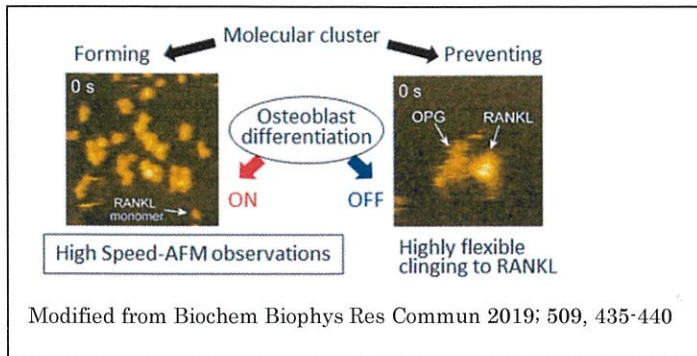 Molecular cluster
Forming
Preventing
0 s
0 s
OPG
RANKL
Osteoblast
differentiation
ON
OFF
RANKL
monomer
High Speed-AFM observations
Highly flexible
clinging to RANKL
Modified from Biochem Biophys Res Commun 2019; 509, 435-440